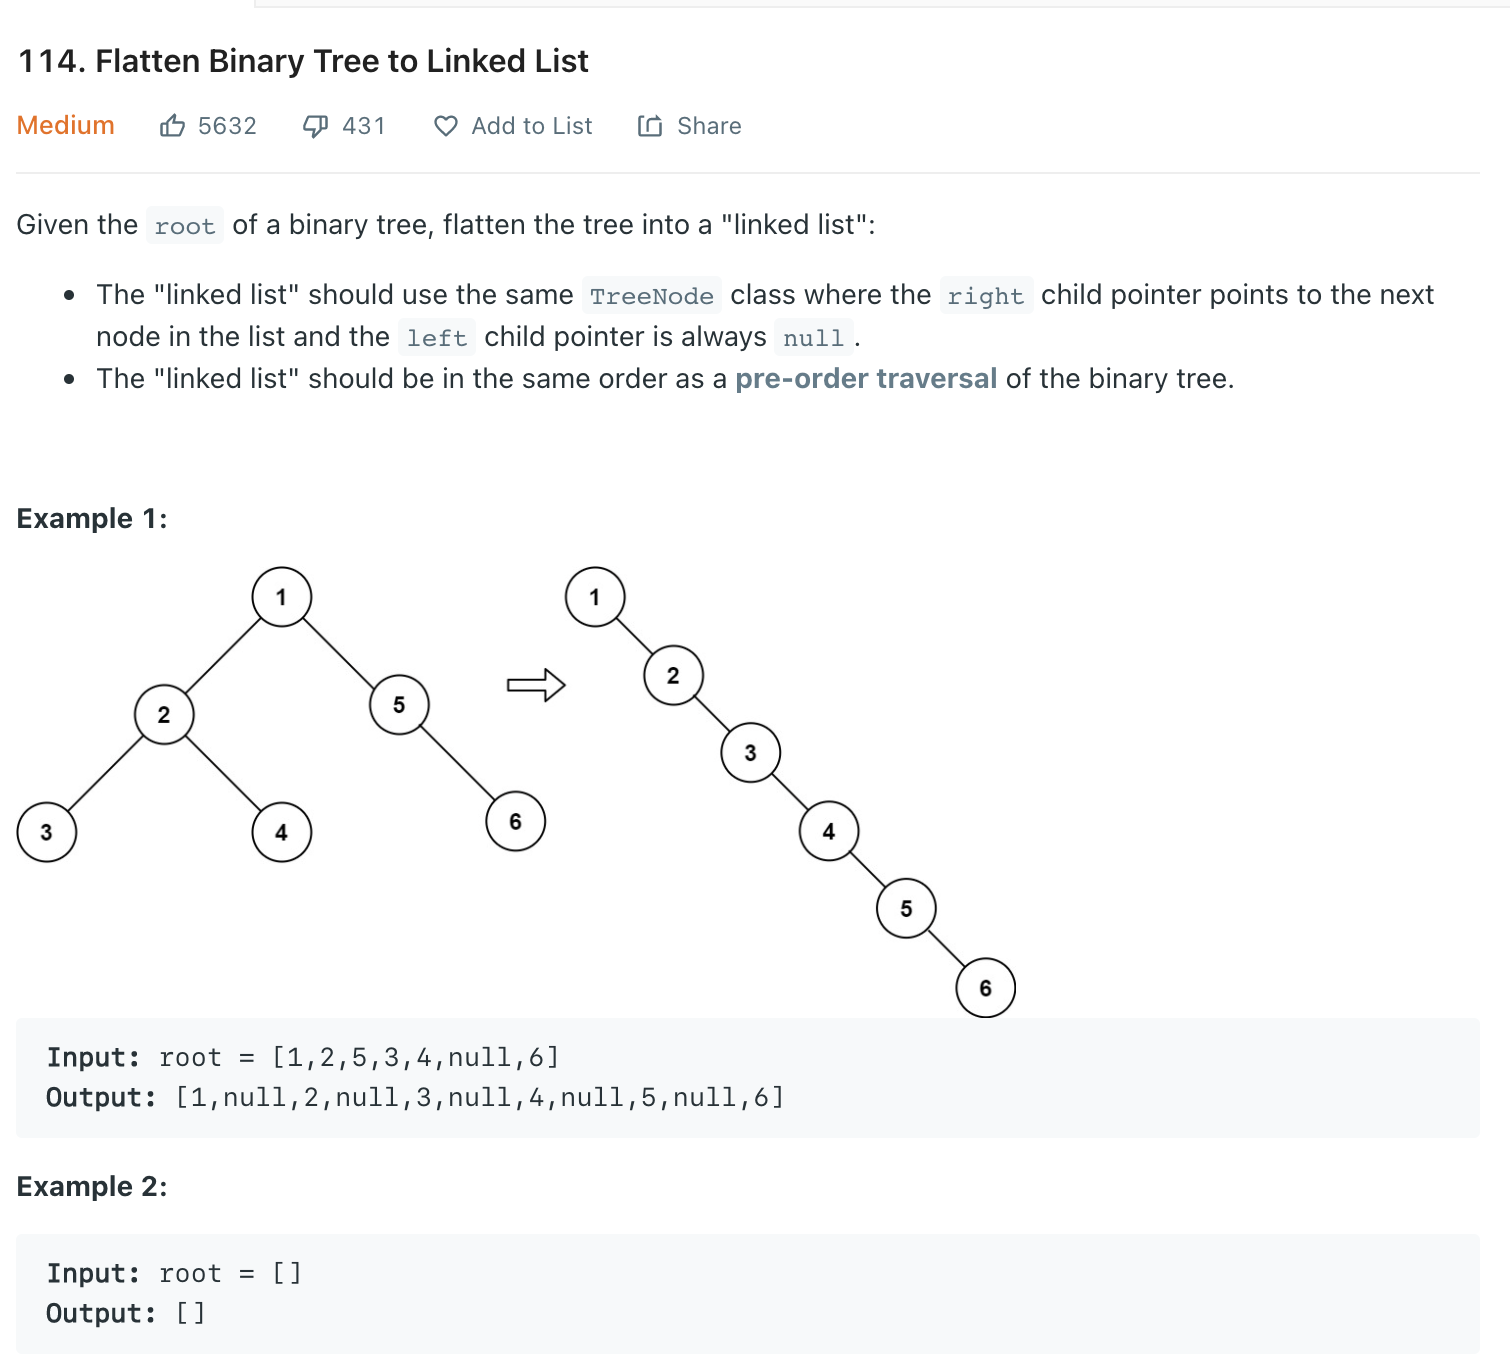 114. Flatten Binary Tree to Linked List
Medium 5632 431 Add to List Share
Given the root of a binary tree, flatten the tree into a "linked list":
• The "linked list" should use the same TreeNode class where the right child pointer points to the next
node in the list and the left child pointer is always null.
• The "linked list" should be in the same order as a pre-order traversal of the binary tree.
Example 1:
1 1
2
2 5
3
3 4 6
4
5
6
Input: root = [1,2,5,3,4,null,6]
Output: [1,null,2,null,3,null,4,null,5,null,6]
Example 2:
Input: root = []
Output: []